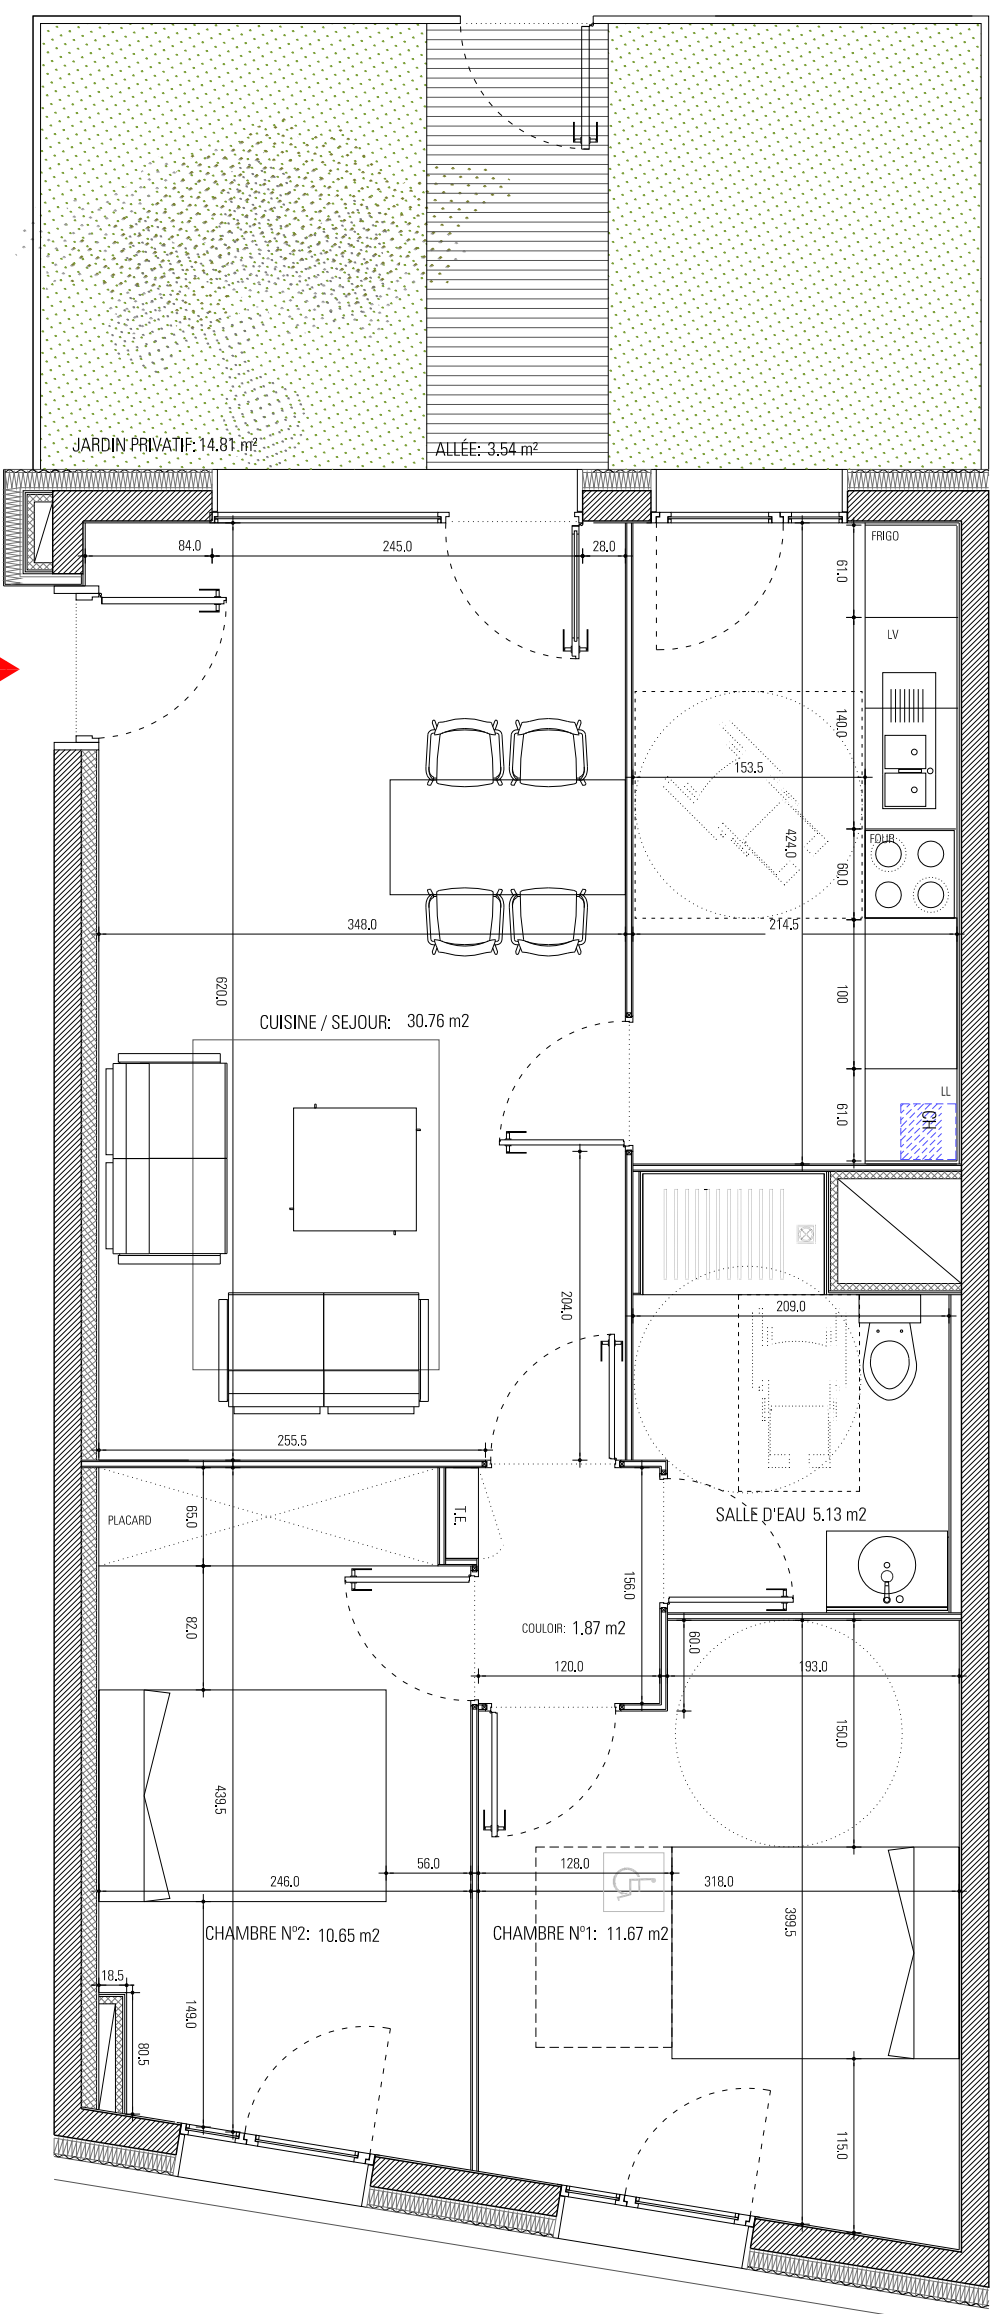 JARDIN PRIVATIF: 14.81 m²
ALLÉE: 3.54 m²
84.0
245.0
28.0
FRIGO
61.0
LV
140.0
153.5
424.0
FOUR
60.0
348.0
214.5
620.0
100
CUISINE / SEJOUR: 30.76 m2
LL
CH
61.0
204.0
209.0
255.5
PLACARD
65.0
T.E.
SALLE D'EAU 5.13 m2
156.0
82.0
COULOIR: 1.87 m2
60.0
120.0
193.0
150.0
439.5
56.0
128.0
246.0
318.0
399.5
CHAMBRE N°2: 10.65 m2
CHAMBRE N°1: 11.67 m2
18.5
149.0
80.5
115.0